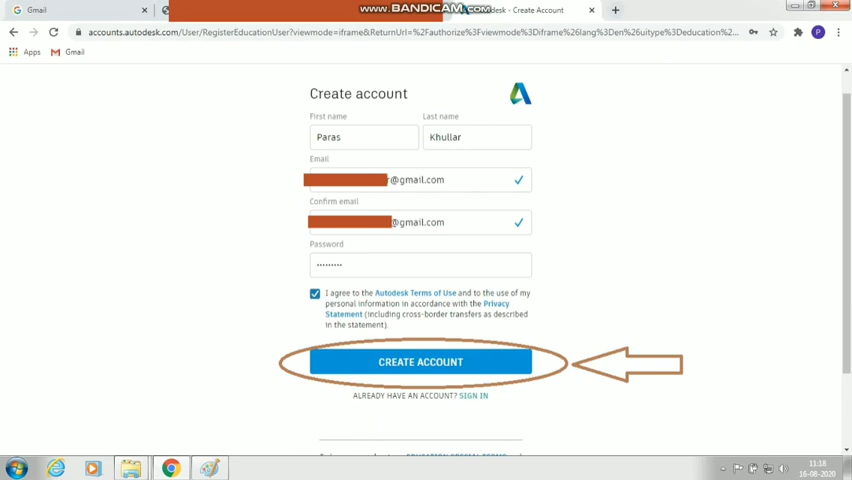 Gmail
www.BANDICAM.com
desk - Create Account
accounts.autodesk.com/User/RegisterEducationUser?viewmode=iframe&ReturnUrl=%2Fauthorize%3Fviewmode%3Diframe%26lang%3Den%26uitype%3Deducation%...
P
Apps
Gmail
Create account
First name
Last name
Paras
Khullar
Email
@gmail.com
Confirm email
@gmail.com
Password
I agree to the Autodesk Terms of Use and to the use of my
personal information in accordance with the Privacy
Statement (including cross-border transfers as described
in the statement).
CREATE ACCOUNT
ALREADY HAVE AN ACCOUNT? SIGN IN
11:18
16-08-2020